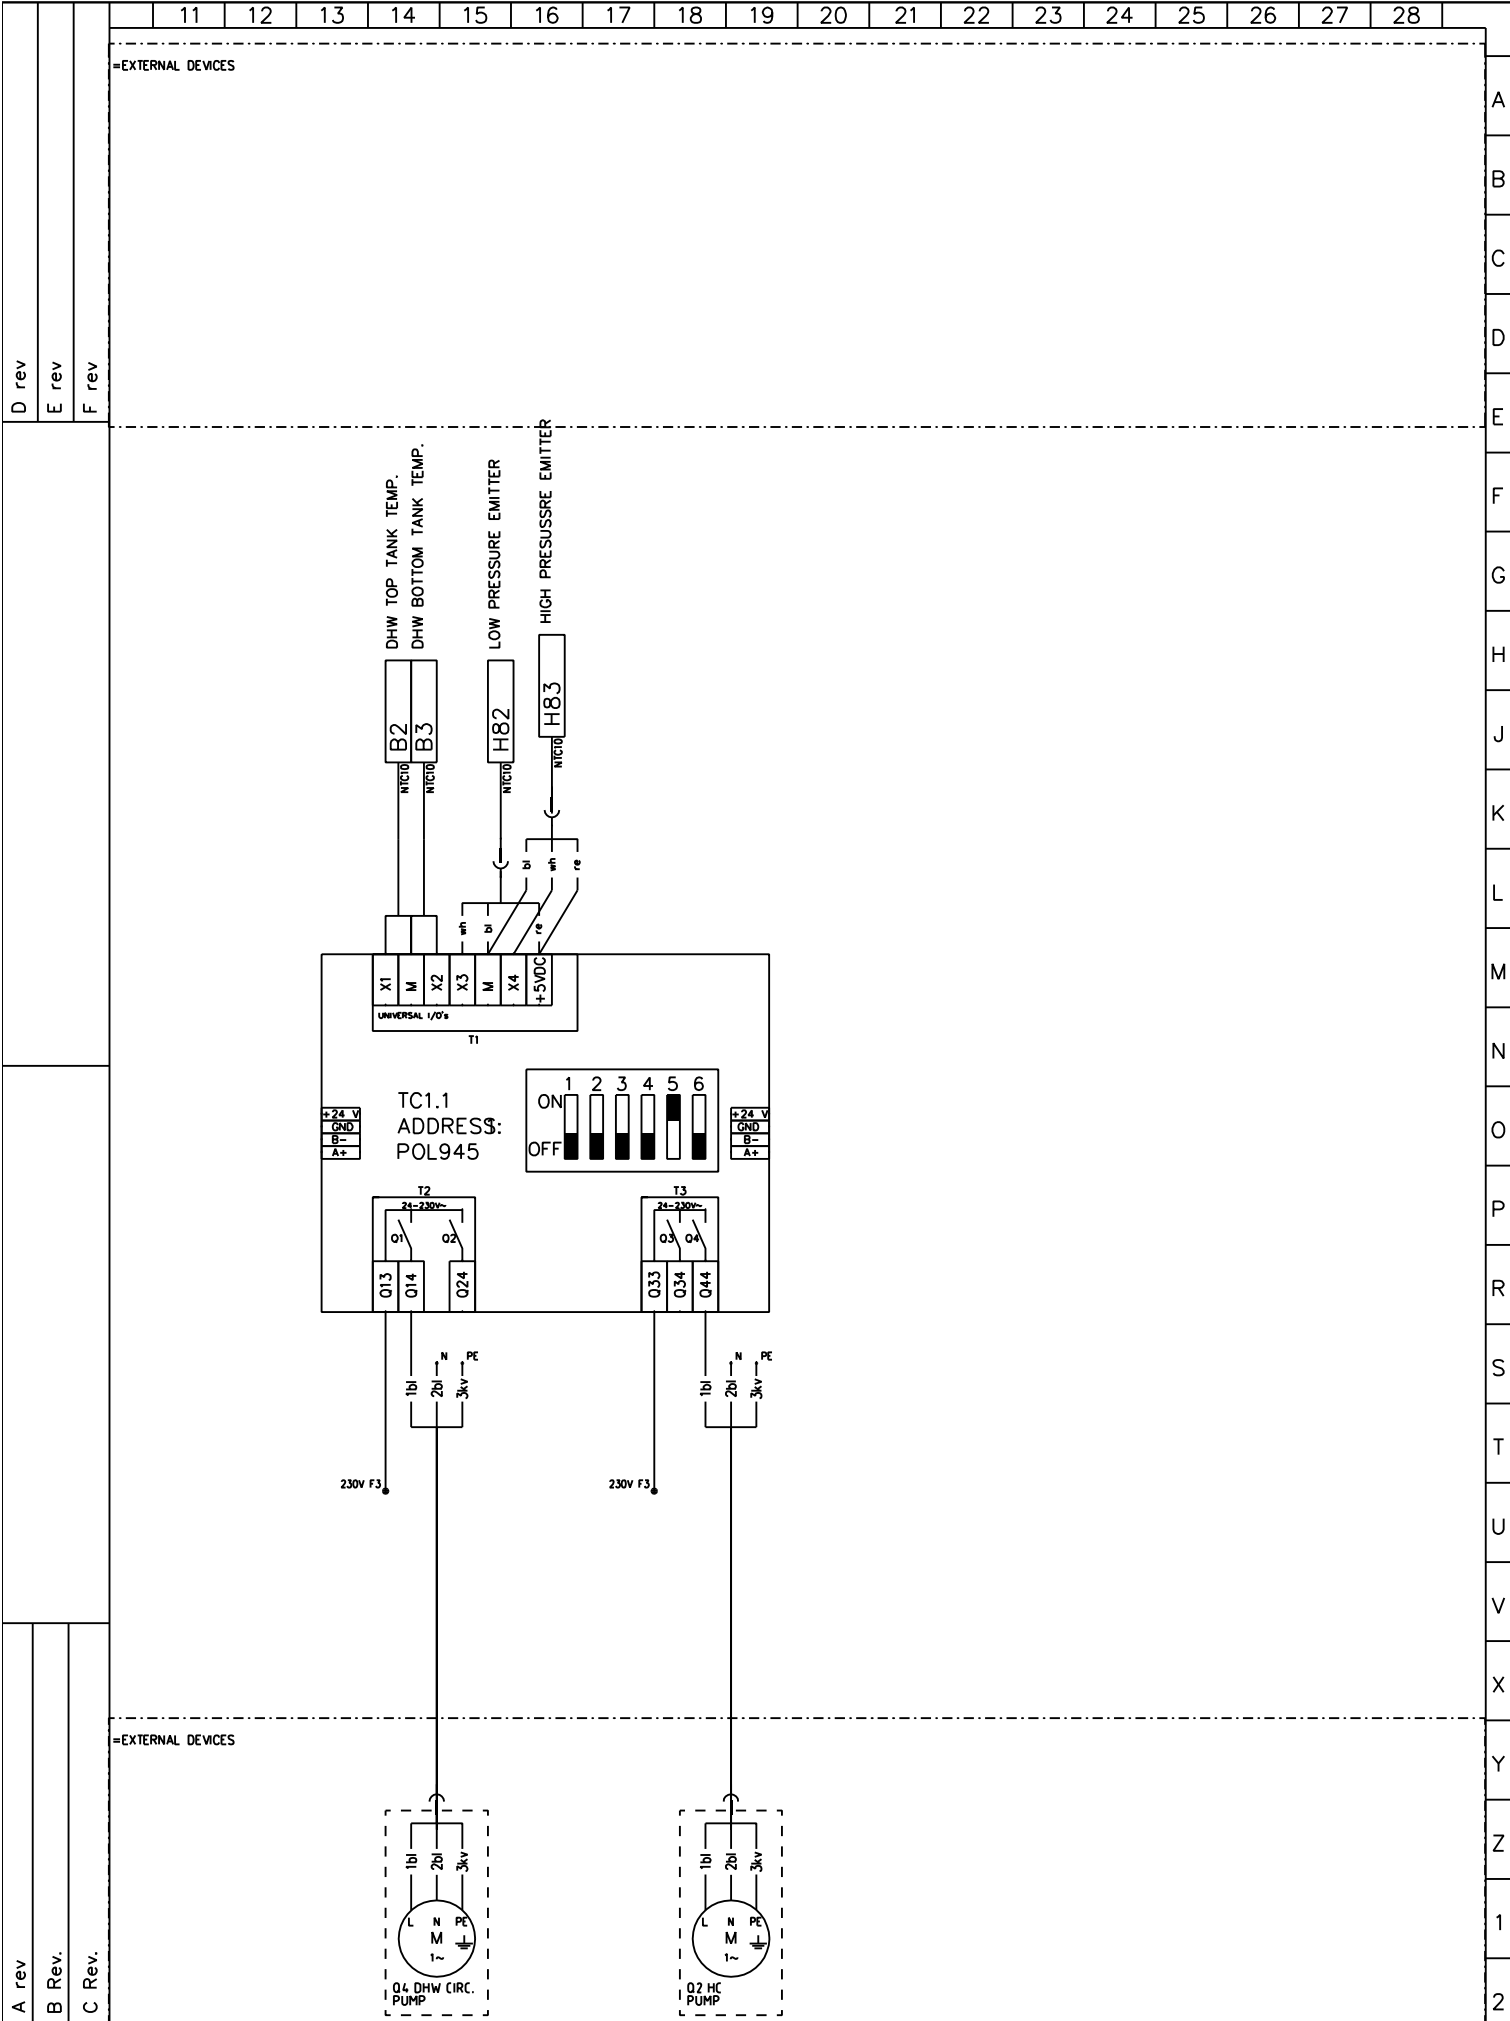 11 12 13 14 15 16 17 18 19 20 21 22 23 24 25 26 27 28
=EXTERNAL DEVICES
A
B
C
D
E
F
G
H
J
K
L
M
N
O
P
R
S
T
U
V
X
Y
Z
1
2
D rev
E rev
F rev
A rev
B Rev.
C Rev.
DHW TOP TANK TEMP.
DHW BOTTOM TANK TEMP.
LOW PRESSURE EMITTER
HIGH PRESUSSRE EMITTER
B2
B3
H82
H83
NTC10
NTC10
NTC10
NTC10
bl
wh
re
wh
bl
re
X1
M
X2
X3
M
X4
+5VDC
UNIVERSAL I/O's
T1
1 2 3 4 5 6
ON
OFF
TC1.1
ADDRESS:
POL945
+24 V
GND
B-
A+
+24 V
GND
B-
A+
T2
24-230V~
Q1
Q2
Q13
Q14
Q24
T3
24-230V~
Q3
Q4
Q33
Q34
Q44
N
PE
1bl
2bl
3kv
N
PE
1bl
2bl
3kv
230V F3
230V F3
=EXTERNAL DEVICES
1bl
2bl
3kv
L N PE
M
1~
Q4 DHW CIRC.
PUMP
1bl
2bl
3kv
L N PE
M
1~
Q2 HC
PUMP